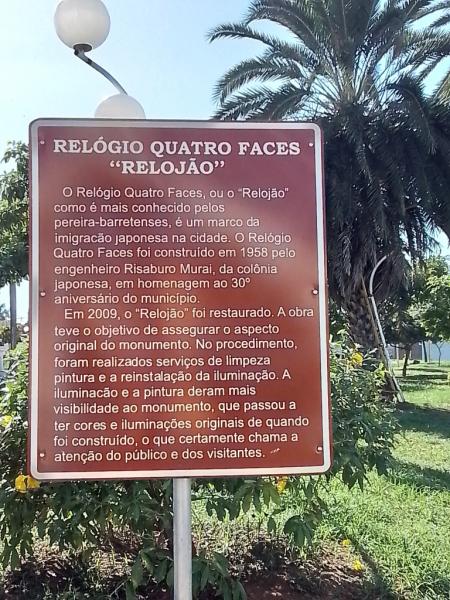 RELÓGIO QUATRO FACES
“RELOJÃO”
O Relógio Quatro Faces, ou o “Relojão”
como é mais conhecido pelos
pereira-barretenses, é um marco da
imigracão japonesa na cidade. O Relógio
Quatro Faces foi construído em 1958 pelo
engenheiro Risaburo Murai, da colônia
japonesa, em homenagem ao 30º
aniversário do município.
Em 2009, o “Relojão” foi restaurado. A obra
teve o objetivo de assegurar o aspecto
original do monumento. No procedimento,
foram realizados serviços de limpeza
pintura e a reinstalação da iluminação. A
iluminacão e a pintura deram mais
visibilidade ao monumento, que passou a
ter cores e iluminações originais de quando
foi construído, o que certamente chama a
atenção do público e dos visitantes.